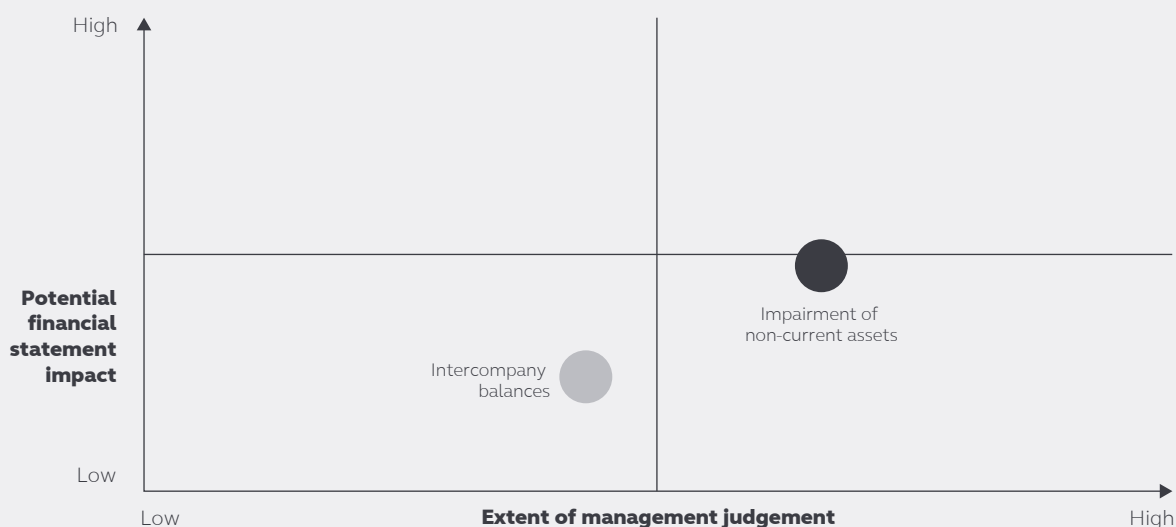 High
Potential
financial
statement
impact
Impairment of
non-current assets
Intercompany
balances
Low
Low
Extent of management judgement
High